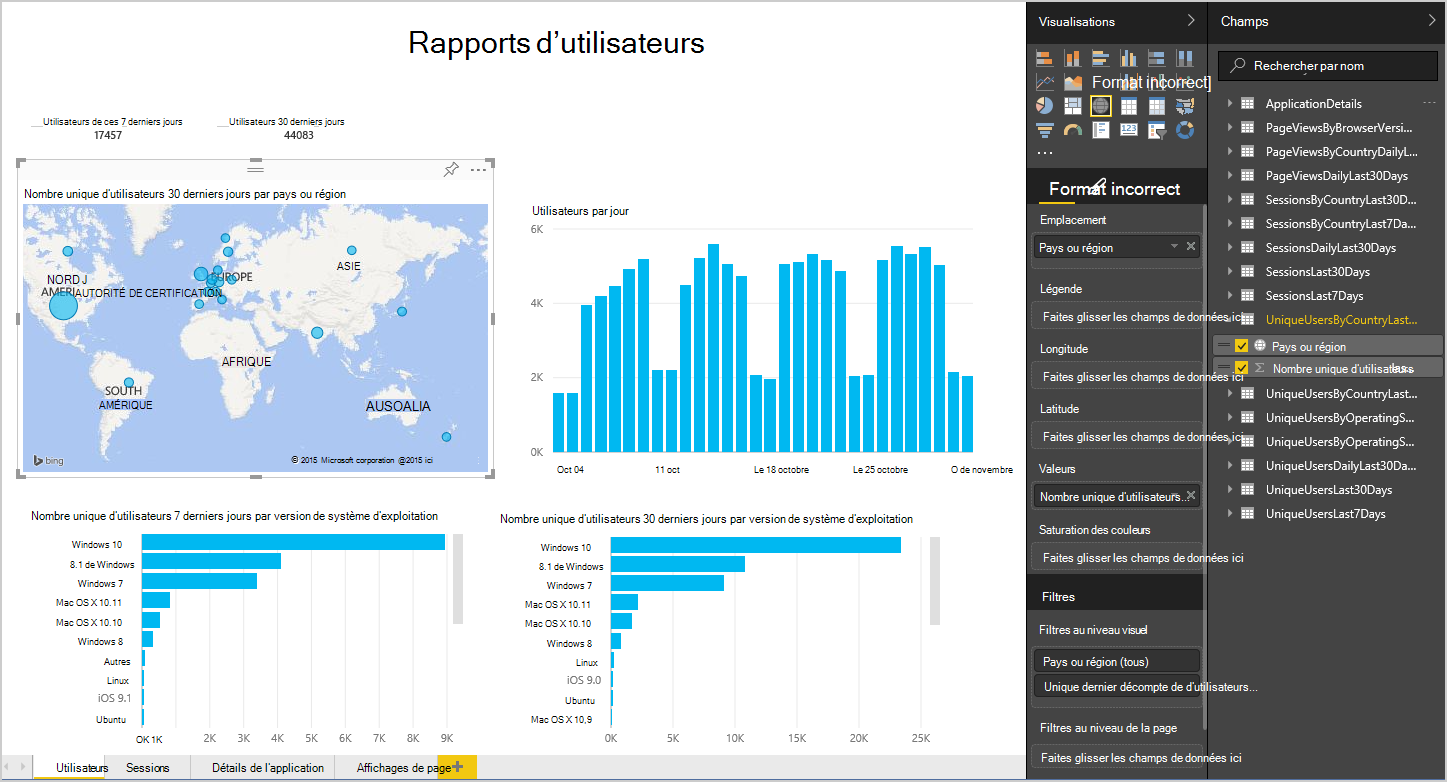 Rapports d'utilisateurs
Utilisateurs de ces 7 derniers jours
17457
Utilisateurs 30 derniers jours
44083
Nombre unique d'utilisateurs 30 derniers jours par pays ou région
NORD J
AMERI
AUTORITÉ DE CERTIFICATION
EUROPE
ASIE
AFRIQUE
SOUTH
AMÉRIQUE
AUSOALIA
bing
© 2015 Microsoft corporation @2015 ici
Utilisateurs par jour
6K
4K
2K
0K
Oct 04
11 oct
Le 18 octobre
Le 25 octobre
O de novembre
Nombre unique d'utilisateurs 7 derniers jours par version de système d'exploitation
Windows 10
8.1 de Windows
Windows 7
Mac OS X 10.11
Mac OS X 10.10
Windows 8
Autres
Linux
iOS 9.1
Ubuntu
OK 1K
2K
3K
4K
5K
6K
7K
8K
9K
Nombre unique d'utilisateurs 30 derniers jours par version de système d'exploitation
Windows 10
8.1 de Windows
Windows 7
Mac OS X 10.11
Mac OS X 10.10
Windows 8
Linux
iOS 9.0
Ubuntu
Mac OS X 10,9
0K
5K
10K
15K
20K
25K
Utilisateurs
Sessions
Détails de l'application
Affichages de page
Visualisations
Format incorrect]
Format incorrect
Emplacement
Pays ou région
Légende
Faites glisser les champs de données ici
Longitude
Faites glisser les champs de données ici
Latitude
Faites glisser les champs de données ici
Valeurs
Nombre unique d'utilisateurs...
Saturation des couleurs
Faites glisser les champs de données ici
Filtres
Filtres au niveau visuel
Pays ou région (tous)
Unique dernier décompte de d'utilisateurs...
Filtres au niveau de la page
Faites glisser les champs de données ici
Champs
Rechercher par nom
ApplicationDetails
PageViewsByBrowserVersi...
PageViewsByCountryDailyL...
PageViewsDailyLast30Days
SessionsByCountryLast30D...
SessionsByCountryLast7Da...
SessionsDailyLast30Days
SessionsLast30Days
SessionsLast7Days
UniqueUsersByCountryLast...
Pays ou région
Nombre unique d'utilisateurs
UniqueUsersByCountryLast...
UniqueUsersByOperatingS...
UniqueUsersByOperatingS...
UniqueUsersDailyLast30Da...
UniqueUsersLast30Days
UniqueUsersLast7Days